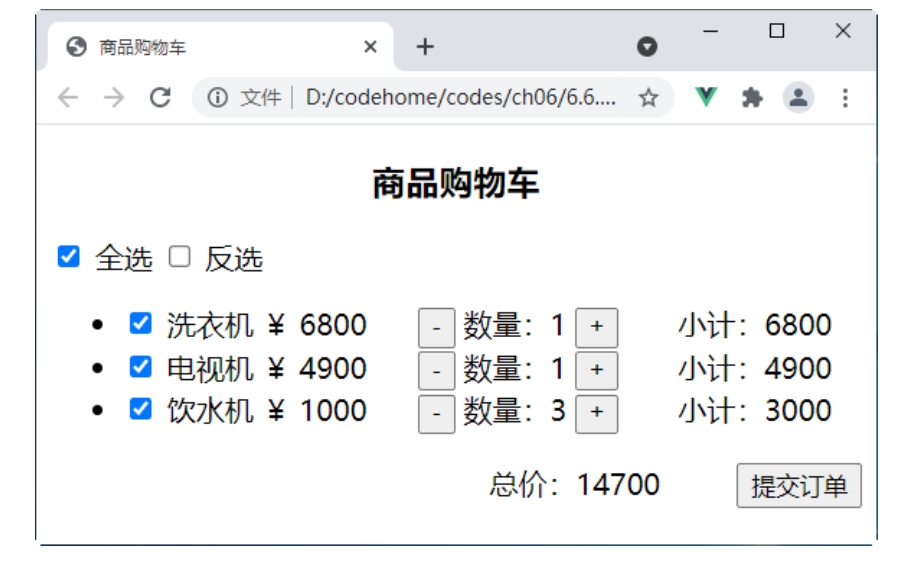 商品购物车
文件 D:/codehome/codes/ch06/6.6....
商品购物车
全选 反选
洗衣机 ¥ 6800 - 数量：1 + 小计：6800
电视机 ¥ 4900 - 数量：1 + 小计：4900
饮水机 ¥ 1000 - 数量：3 + 小计：3000
总价：14700 提交订单